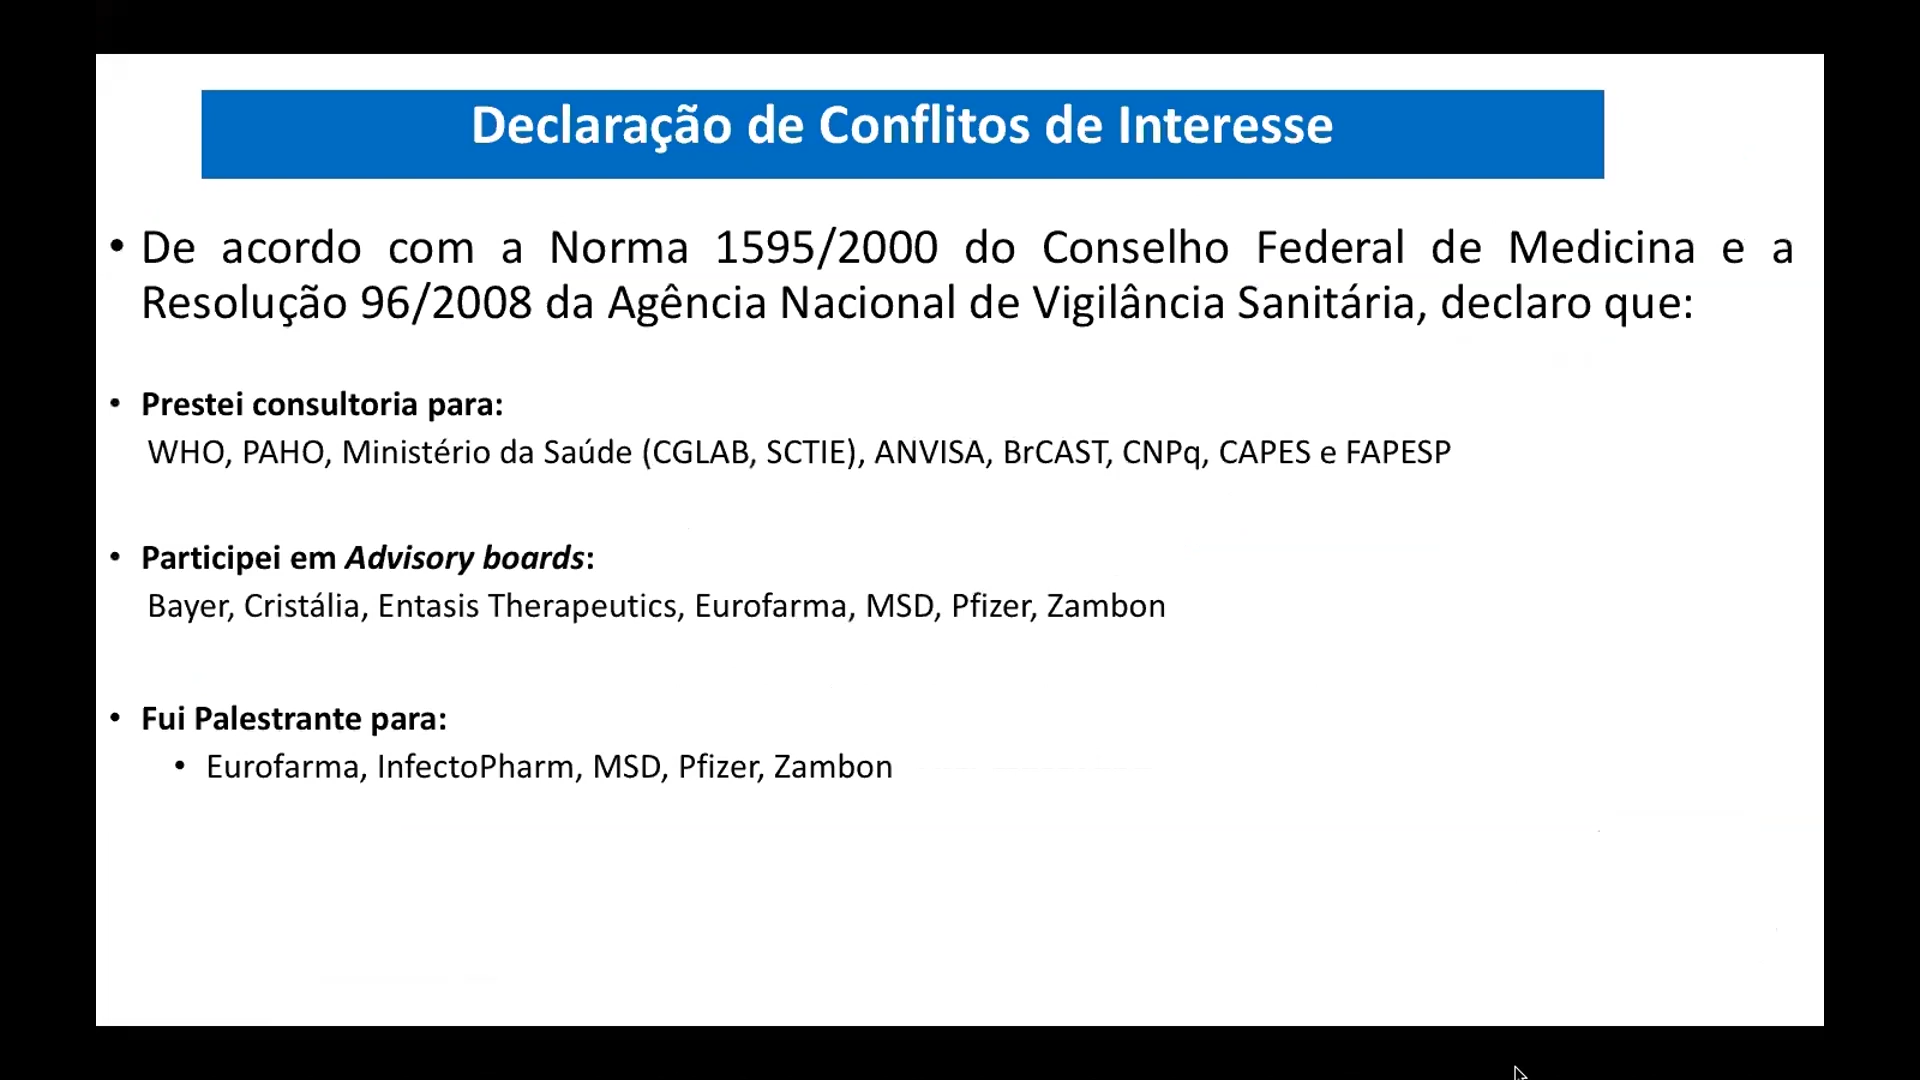 Declaração de Conflitos de Interesse
• De acordo com a Norma 1595/2000 do Conselho Federal de Medicina e a
Resolução 96/2008 da Agência Nacional de Vigilância Sanitária, declaro que:
• Prestei consultoria para:
WHO, PAHO, Ministério da Saúde (CGLAB, SCTIE), ANVISA, BrCAST, CNPq, CAPES e FAPESP
• Participei em Advisory boards:
Bayer, Cristália, Entasis Therapeutics, Eurofarma, MSD, Pfizer, Zambon
• Fui Palestrante para:
• Eurofarma, InfectoPharm, MSD, Pfizer, Zambon